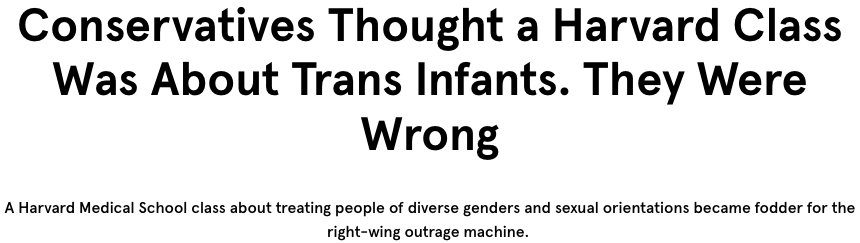 Conservatives Thought a Harvard Class
Was About Trans Infants. They Were
Wrong
A Harvard Medical School class about treating people of diverse genders and sexual orientations became fodder for the
right-wing outrage machine.